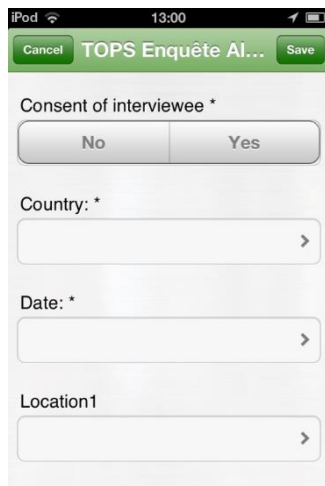 iPod 13:00
Cancel TOPS Enquête Al... Save
Consent of interviewee *
No Yes
Country: *
Date: *
Location1